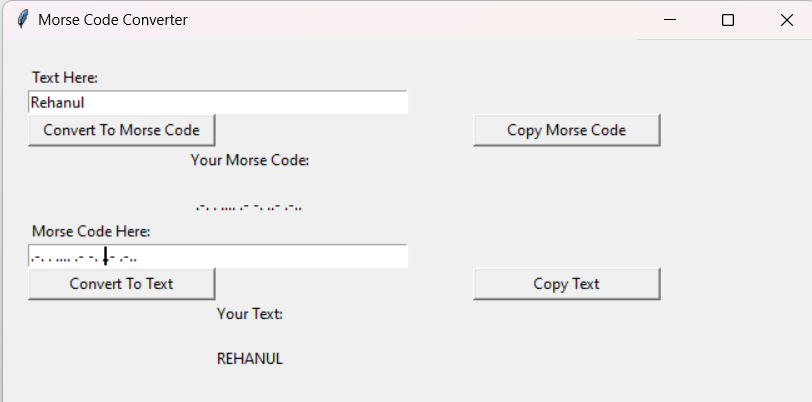 Morse Code Converter
Text Here:
Rehanul
Convert To Morse Code
Copy Morse Code
Your Morse Code:
.-. . .... .- -. ..- .-..
Morse Code Here:
.-. . .... .- -. ..- .-..
Convert To Text
Copy Text
Your Text:
REHANUL